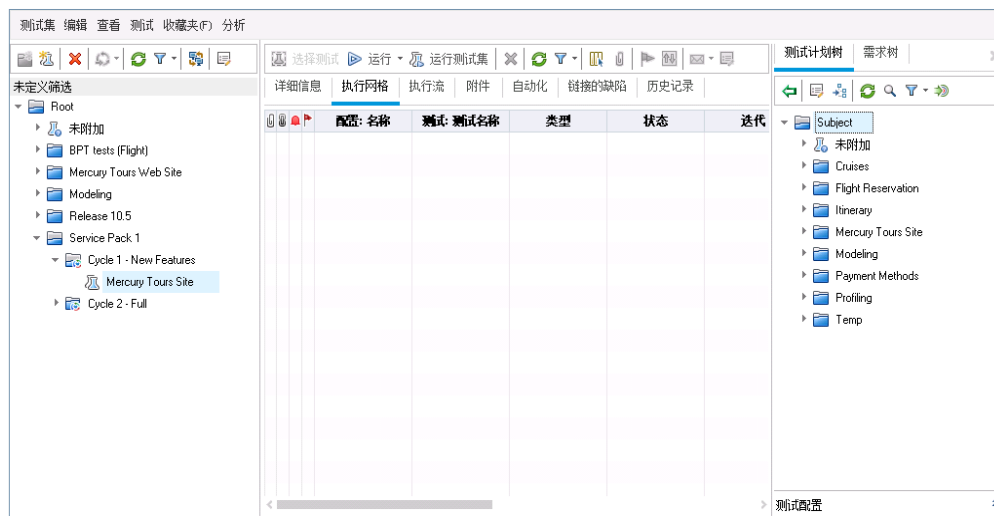 测试集 编辑 查看 测试 收藏夹(F) 分析
未定义筛选
Root
未附加
BPT tests (Flight)
Mercury Tours Web Site
Modeling
Release 10.5
Service Pack 1
Cycle 1 - New Features
Mercury Tours Site
Cycle 2 - Full
选择测试 运行 运行测试集
详细信息 执行网格 执行流 附件 自动化 链接的缺陷 历史记录
配置: 名称 测试: 测试名称 类型 状态 迭代
测试计划树 需求树
Subject
未附加
Cruises
Flight Reservation
Itinerary
Mercury Tours Site
Modeling
Payment Methods
Profiling
Temp
测试配置